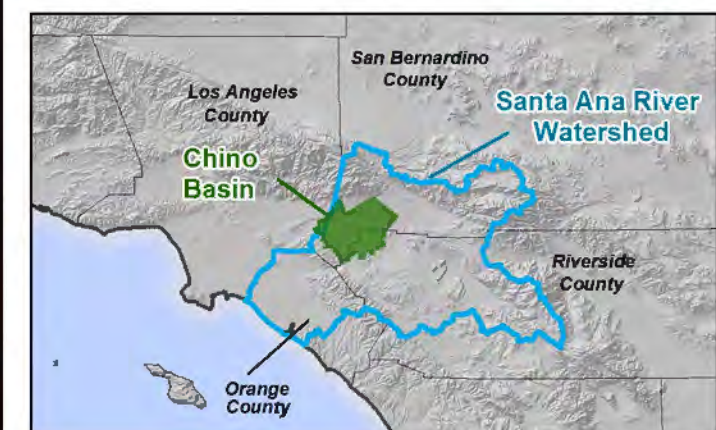 San Bernardino
County
Los Angeles
County
Santa Ana River
Watershed
Chino
Basin
Riverside
County
Orange
County